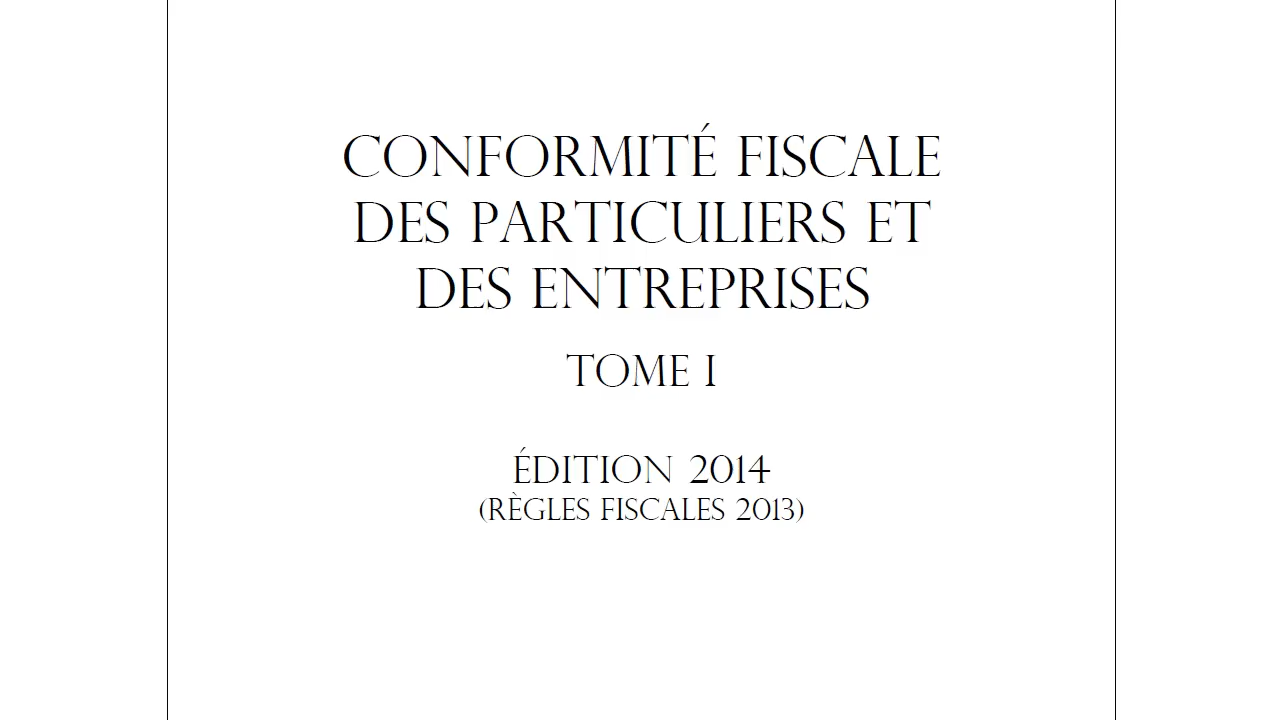 CONFORMITÉ FISCALE
DES PARTICULIERS ET
DES ENTREPRISES
TOME I
ÉDITION 2014
(RÈGLES FISCALES 2013)